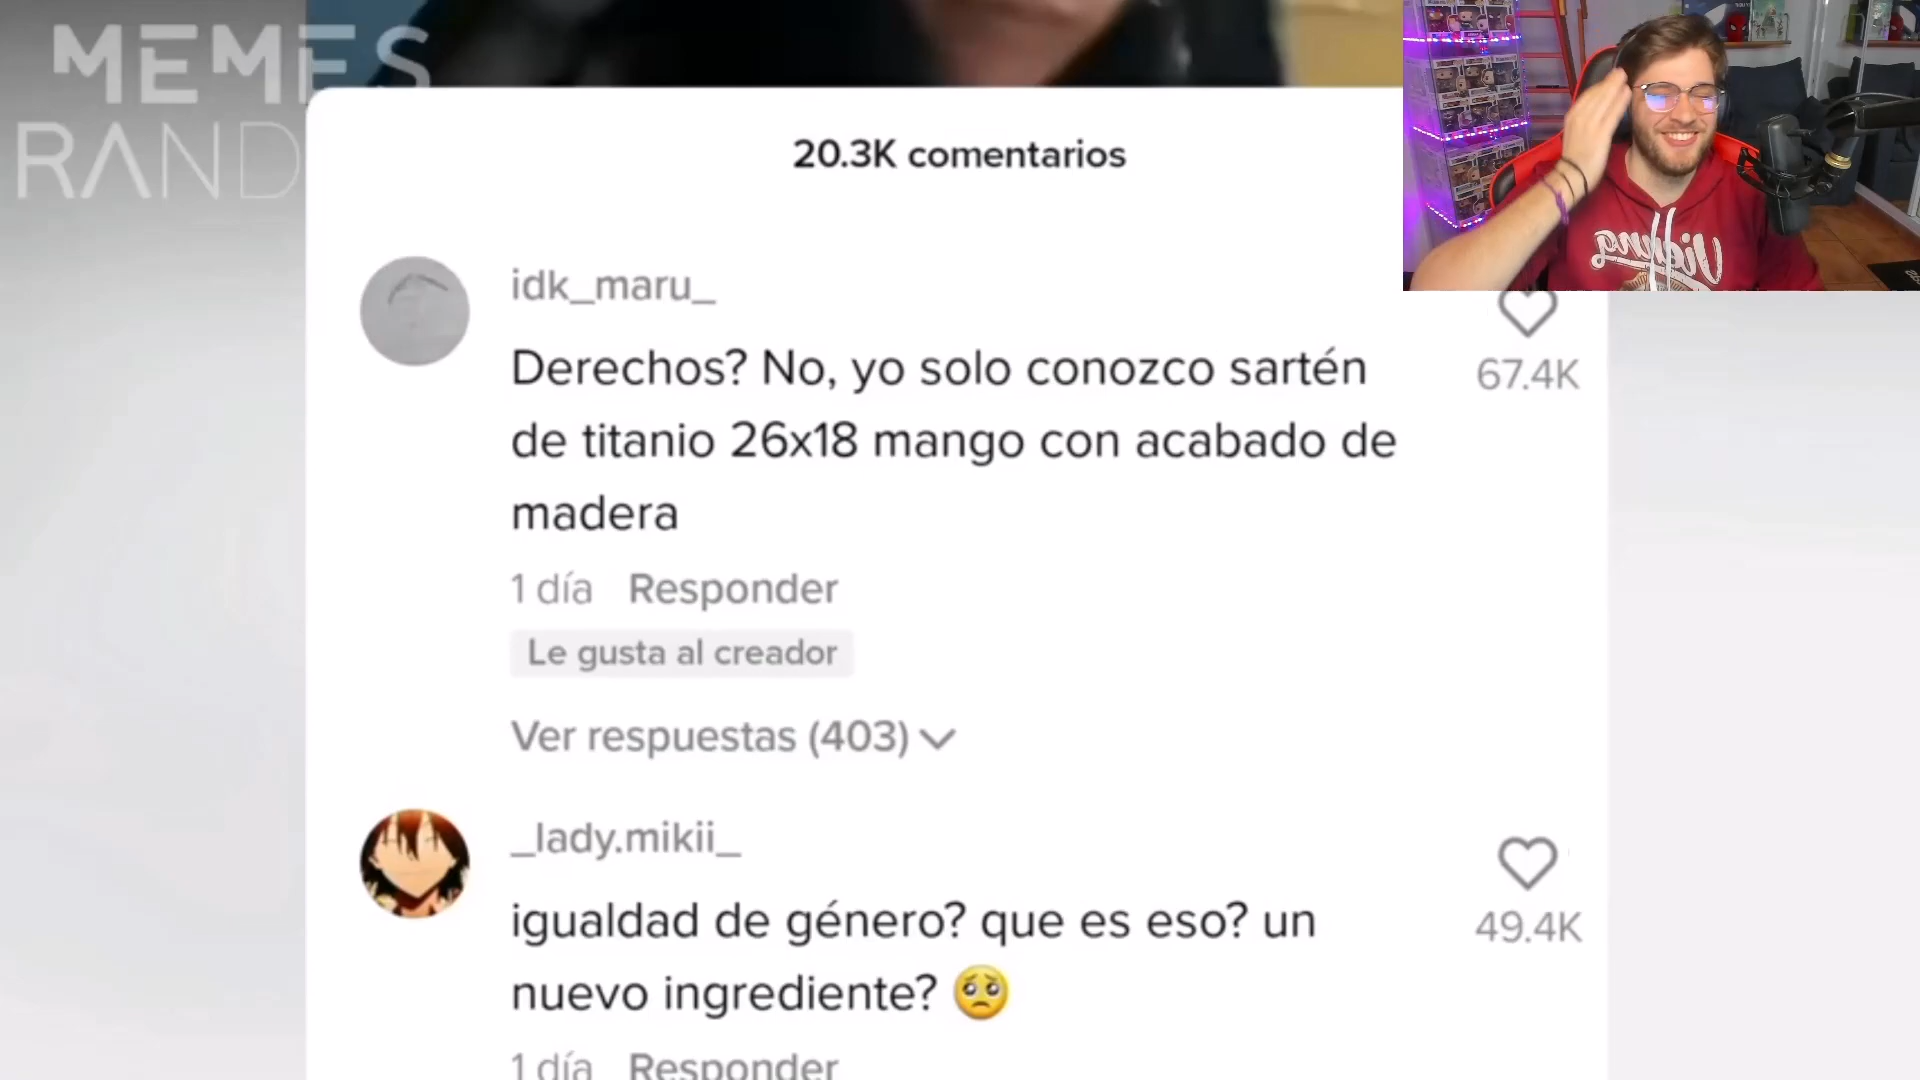 MEMES
RAND
20.3K comentarios
idk_maru_
Derechos? No, yo solo conozco sartén
de titanio 26x18 mango con acabado de
madera
67.4K
1 día Responder
Le gusta al creador
Ver respuestas (403)
_lady.mikii_
igualdad de género? que es eso? un
nuevo ingrediente? 🥺
49.4K
1 día Responder